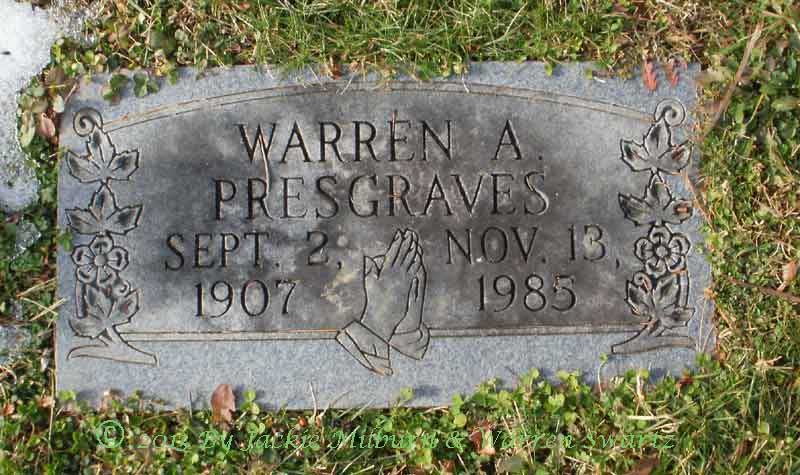 WARREN A.
PRESGRAVES
SEPT. 2, NOV. 13,
1907 1985
© 2013 By Jackie Milburn & Warren Swartz